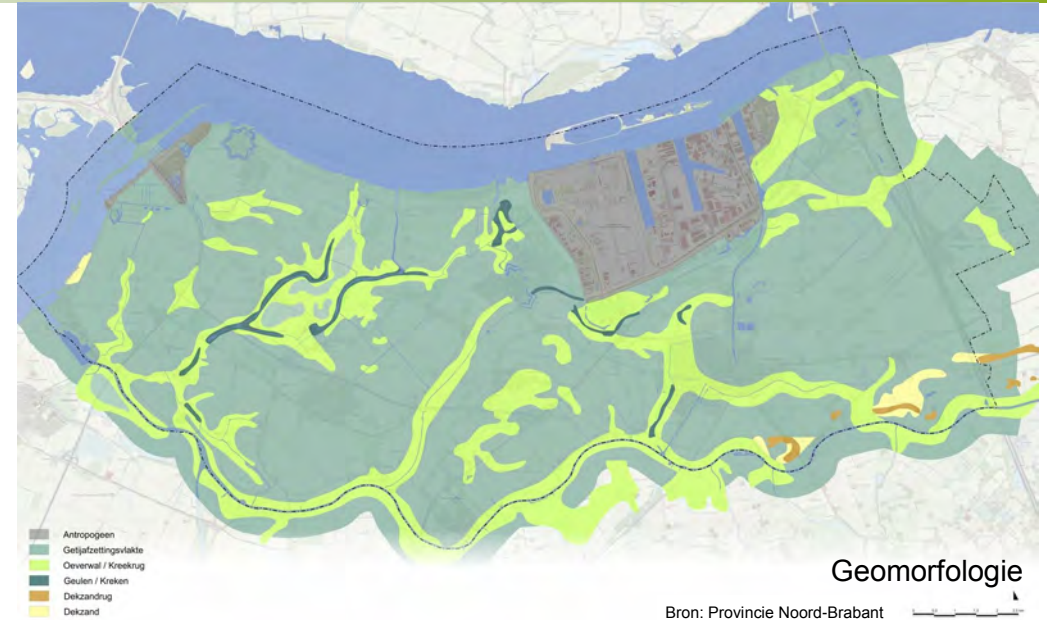 Antropogeen
Getijafzettingsvlakte
Oeverwal / Kreekrug
Geulen / Kreken
Dekzandrug
Dekzand
Geomorfologie
Bron: Provincie Noord-Brabant